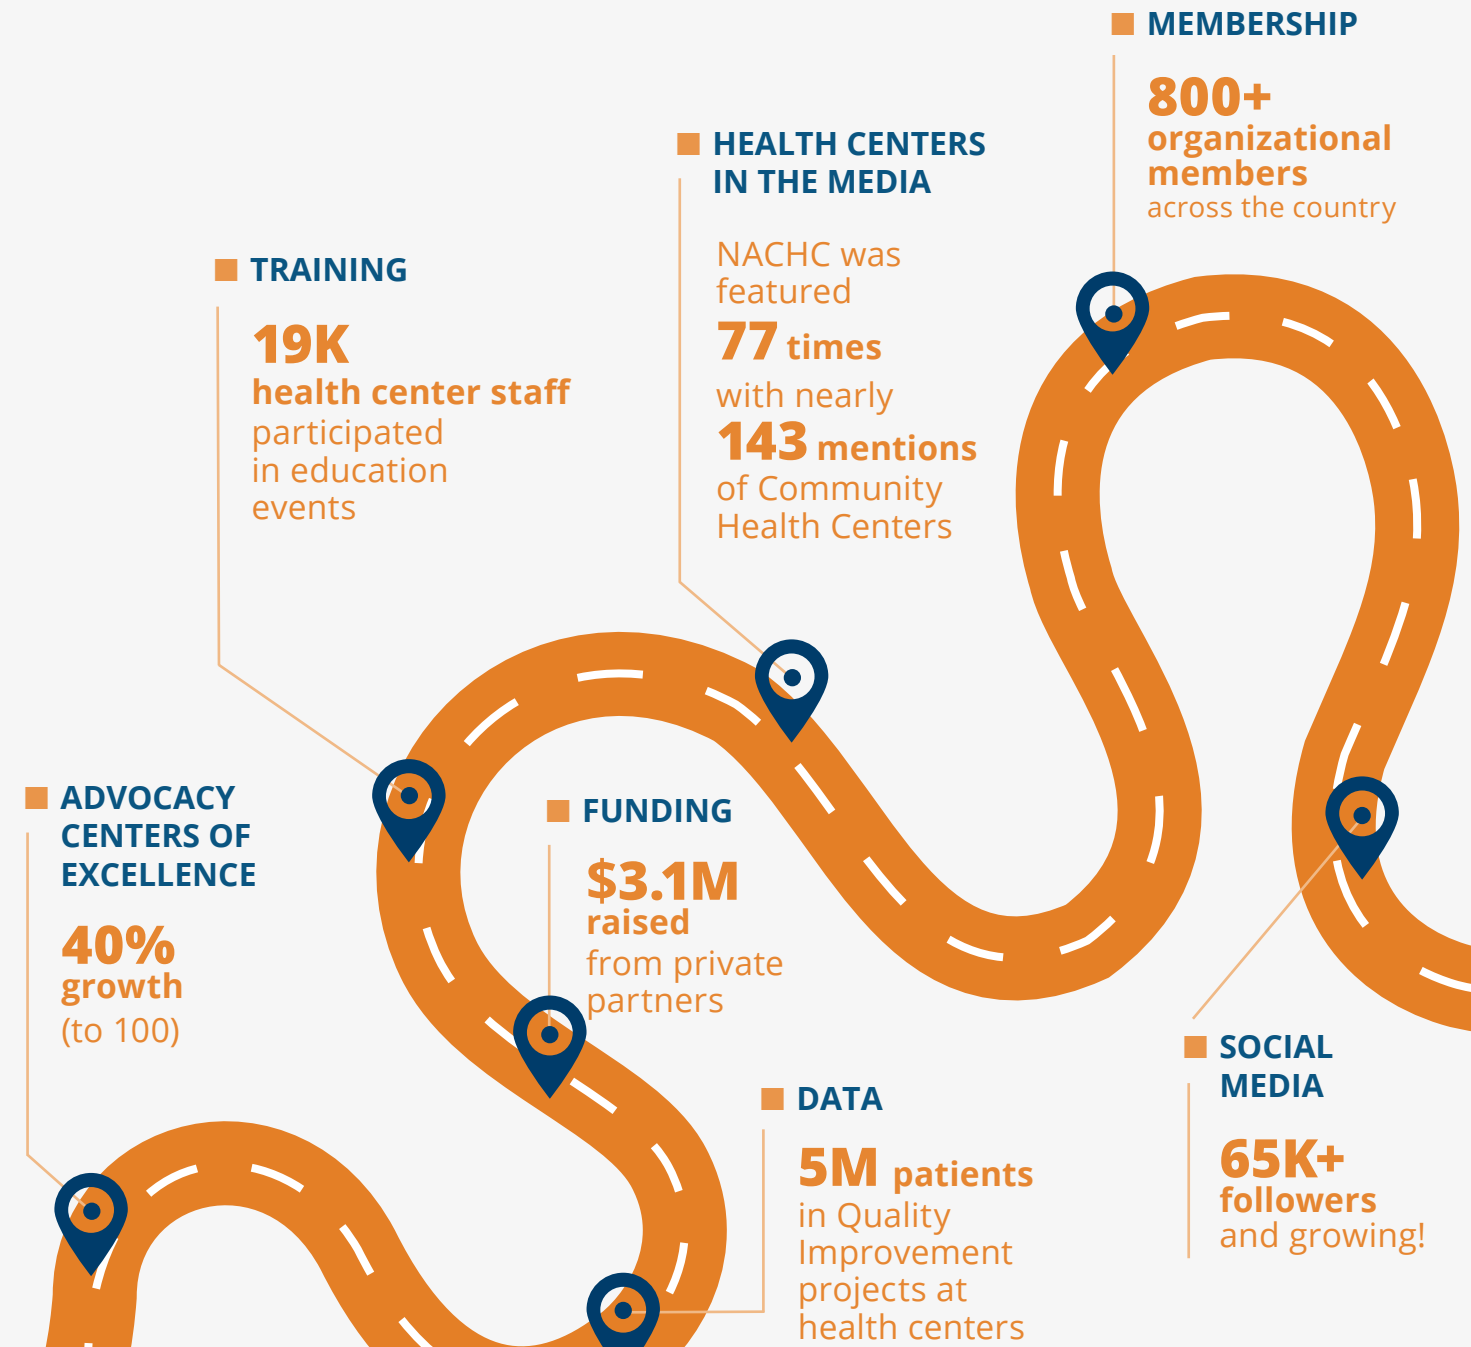 MEMBERSHIP
800+
organizational
members
across the country
HEALTH CENTERS
IN THE MEDIA
NACHC was
featured
77 times
with nearly
143 mentions
of Community
Health Centers
TRAINING
19K
health center staff
participated
in education
events
ADVOCACY
CENTERS OF
EXCELLENCE
40%
growth
(to 100)
FUNDING
$3.1M
raised
from private
partners
DATA
5M patients
in Quality
Improvement
projects at
health centers
SOCIAL
MEDIA
65K+
followers
and growing!